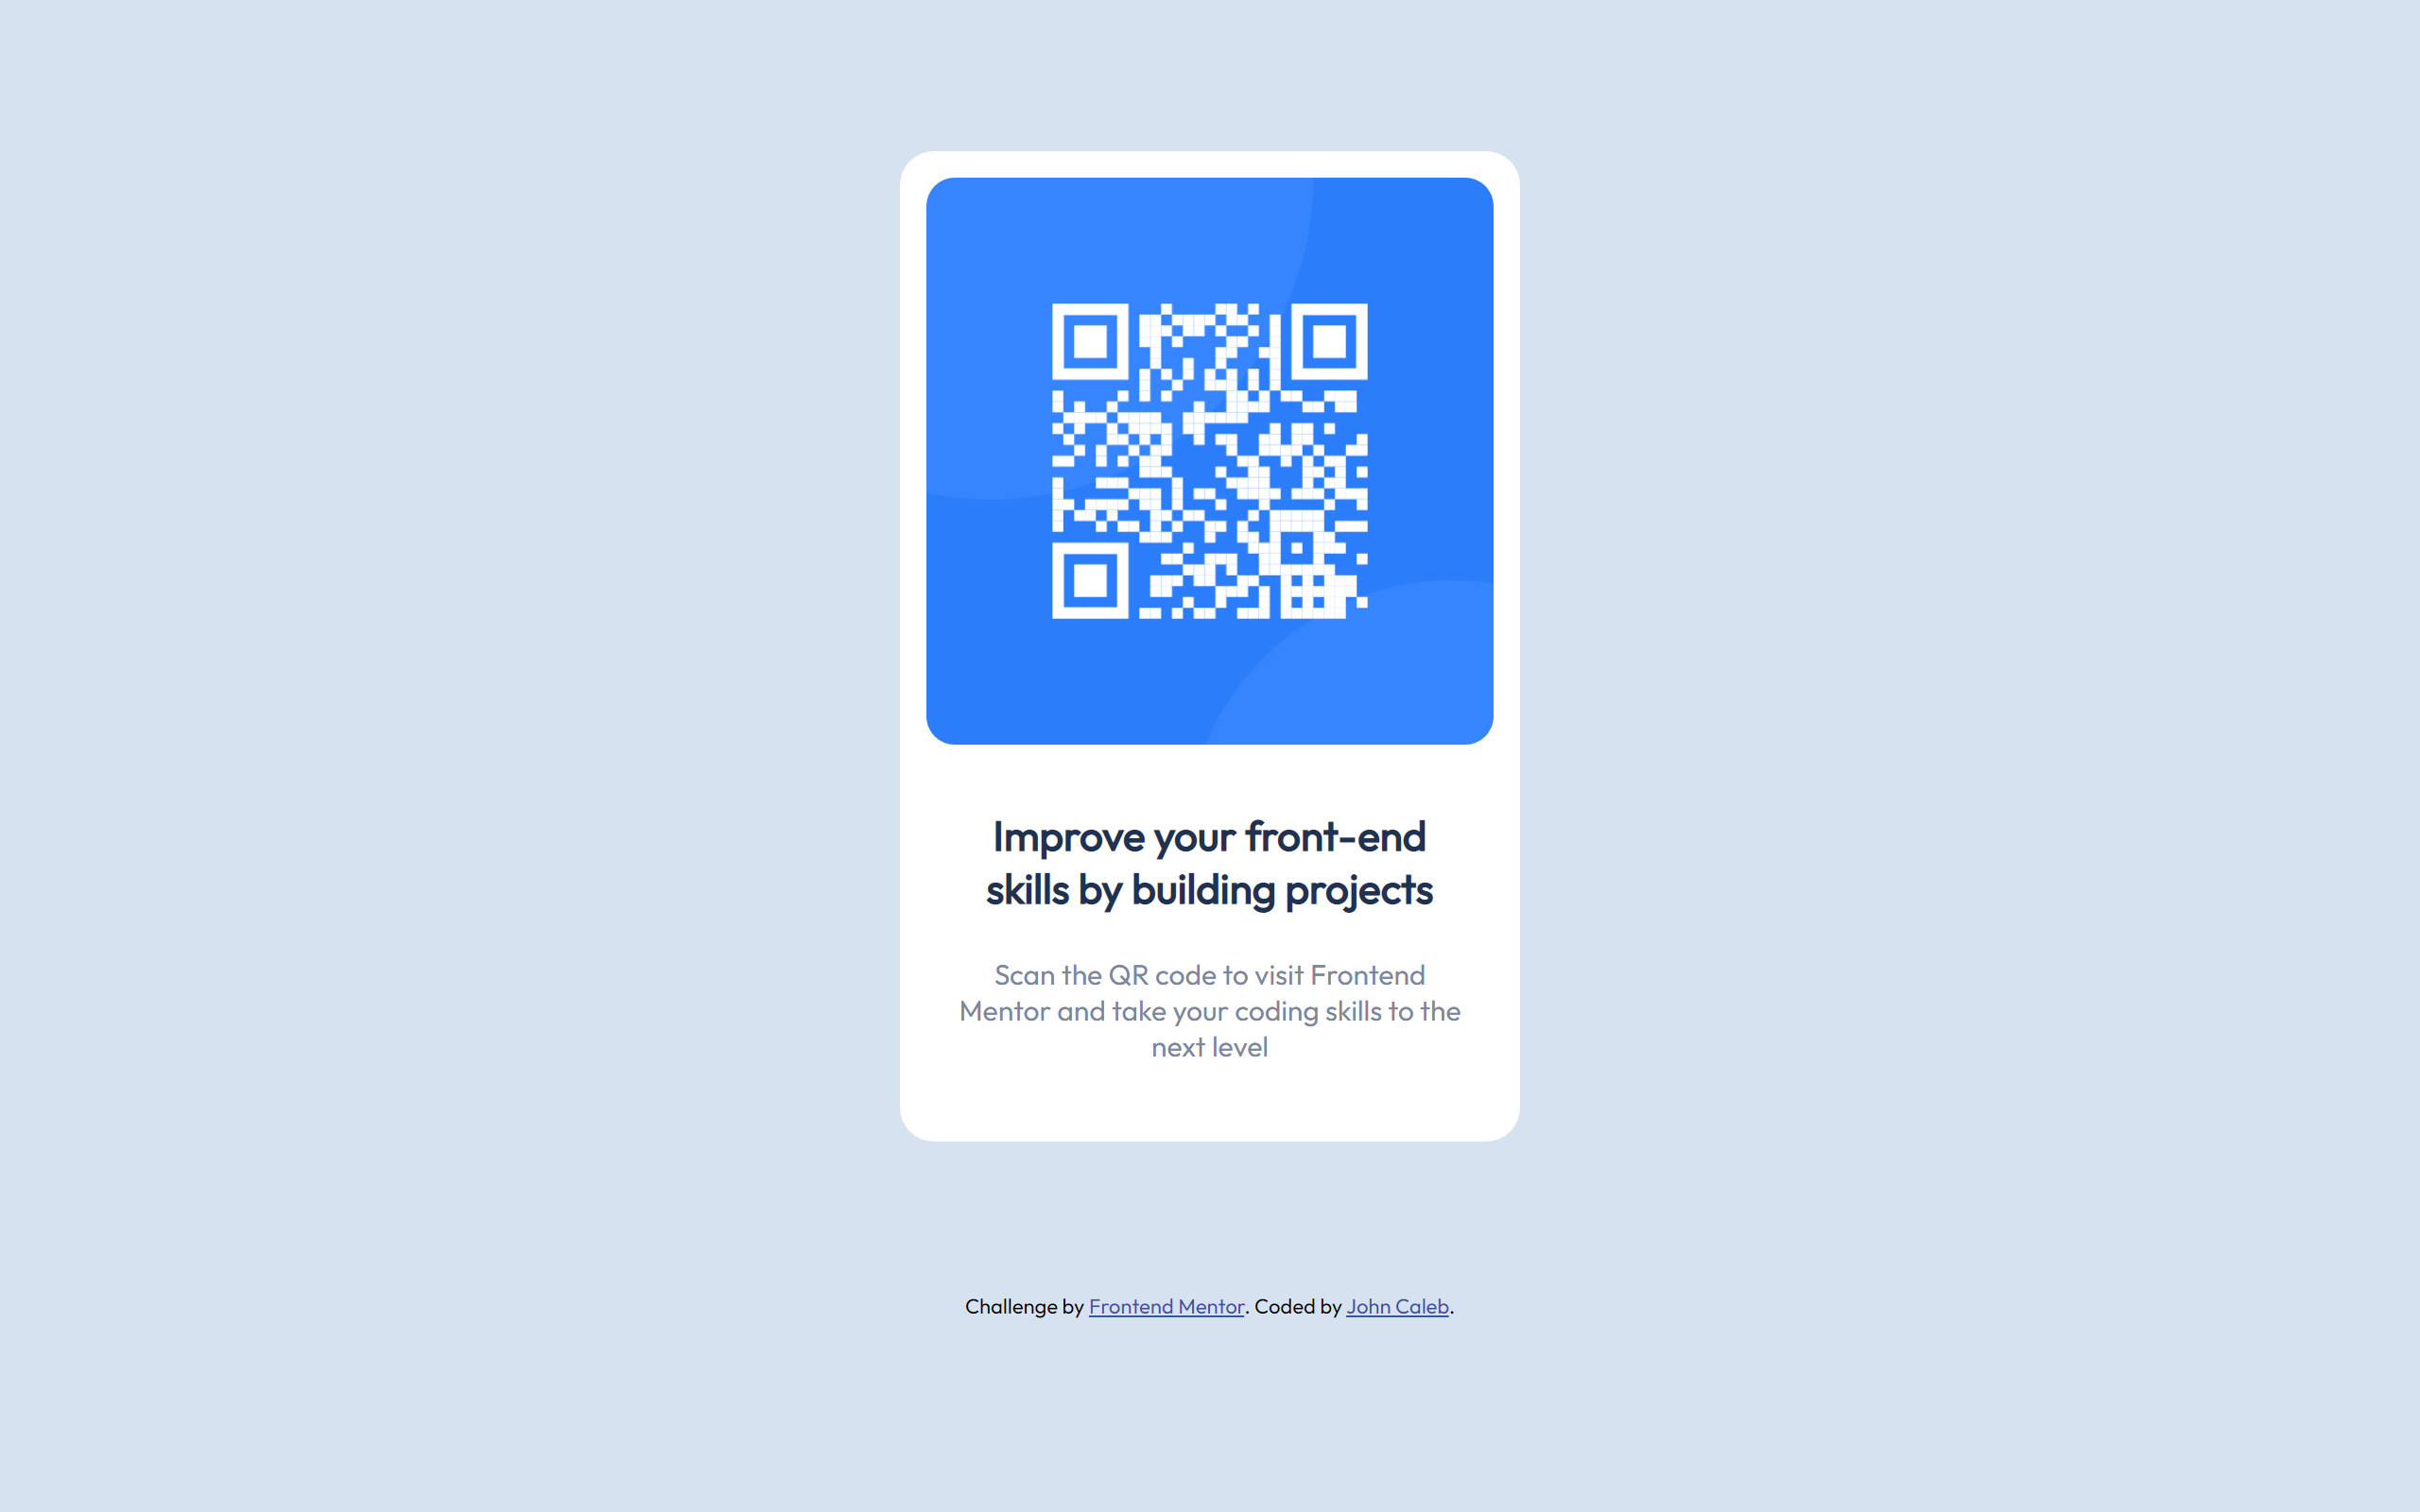 Improve your front-end
skills by building projects
Scan the QR code to visit Frontend
Mentor and take your coding skills to the
next level
Challenge by Frontend Mentor. Coded by John Caleb.